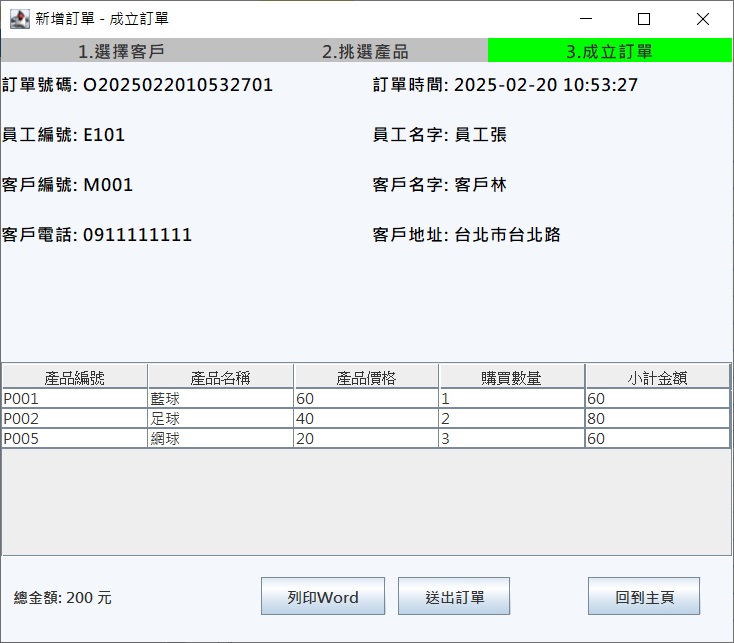 新增訂單 - 成立訂單
1.選擇客戶 2.挑選產品 3.成立訂單
訂單號碼: O2025022010532701 訂單時間: 2025-02-20 10:53:27
員工編號: E101 員工名字: 員工張
客戶編號: M001 客戶名字: 客戶林
客戶電話: 0911111111 客戶地址: 台北市台北路
產品編號 產品名稱 產品價格 購買數量 小計金額
P001 藍球 60 1 60
P002 足球 40 2 80
P005 網球 20 3 60
總金額: 200 元 列印Word 送出訂單 回到主頁